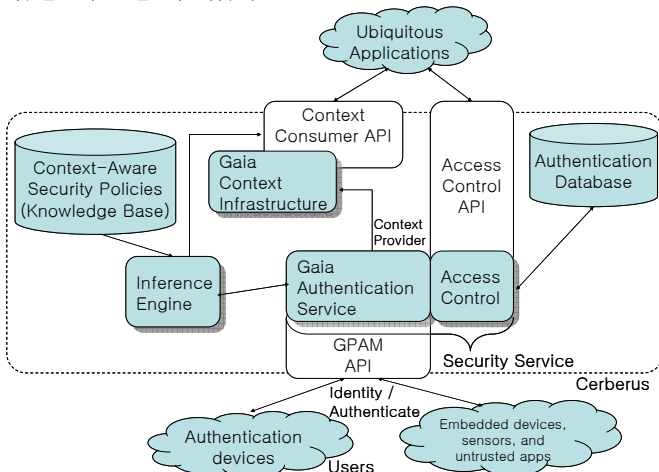 Ubiquitous
Applications
Context
Consumer API
Context-Aware
Security Policies
(Knowledge Base)
Gaia
Context
Infrastructure
Access
Control
API
Authentication
Database
Context
Provider
Inference
Engine
Gaia
Authentication
Service
Access
Control
GPAM
API
Security Service
Cerberus
Identity /
Authenticate
Authentication
devices
Users
Embedded devices,
sensors, and
untrusted apps